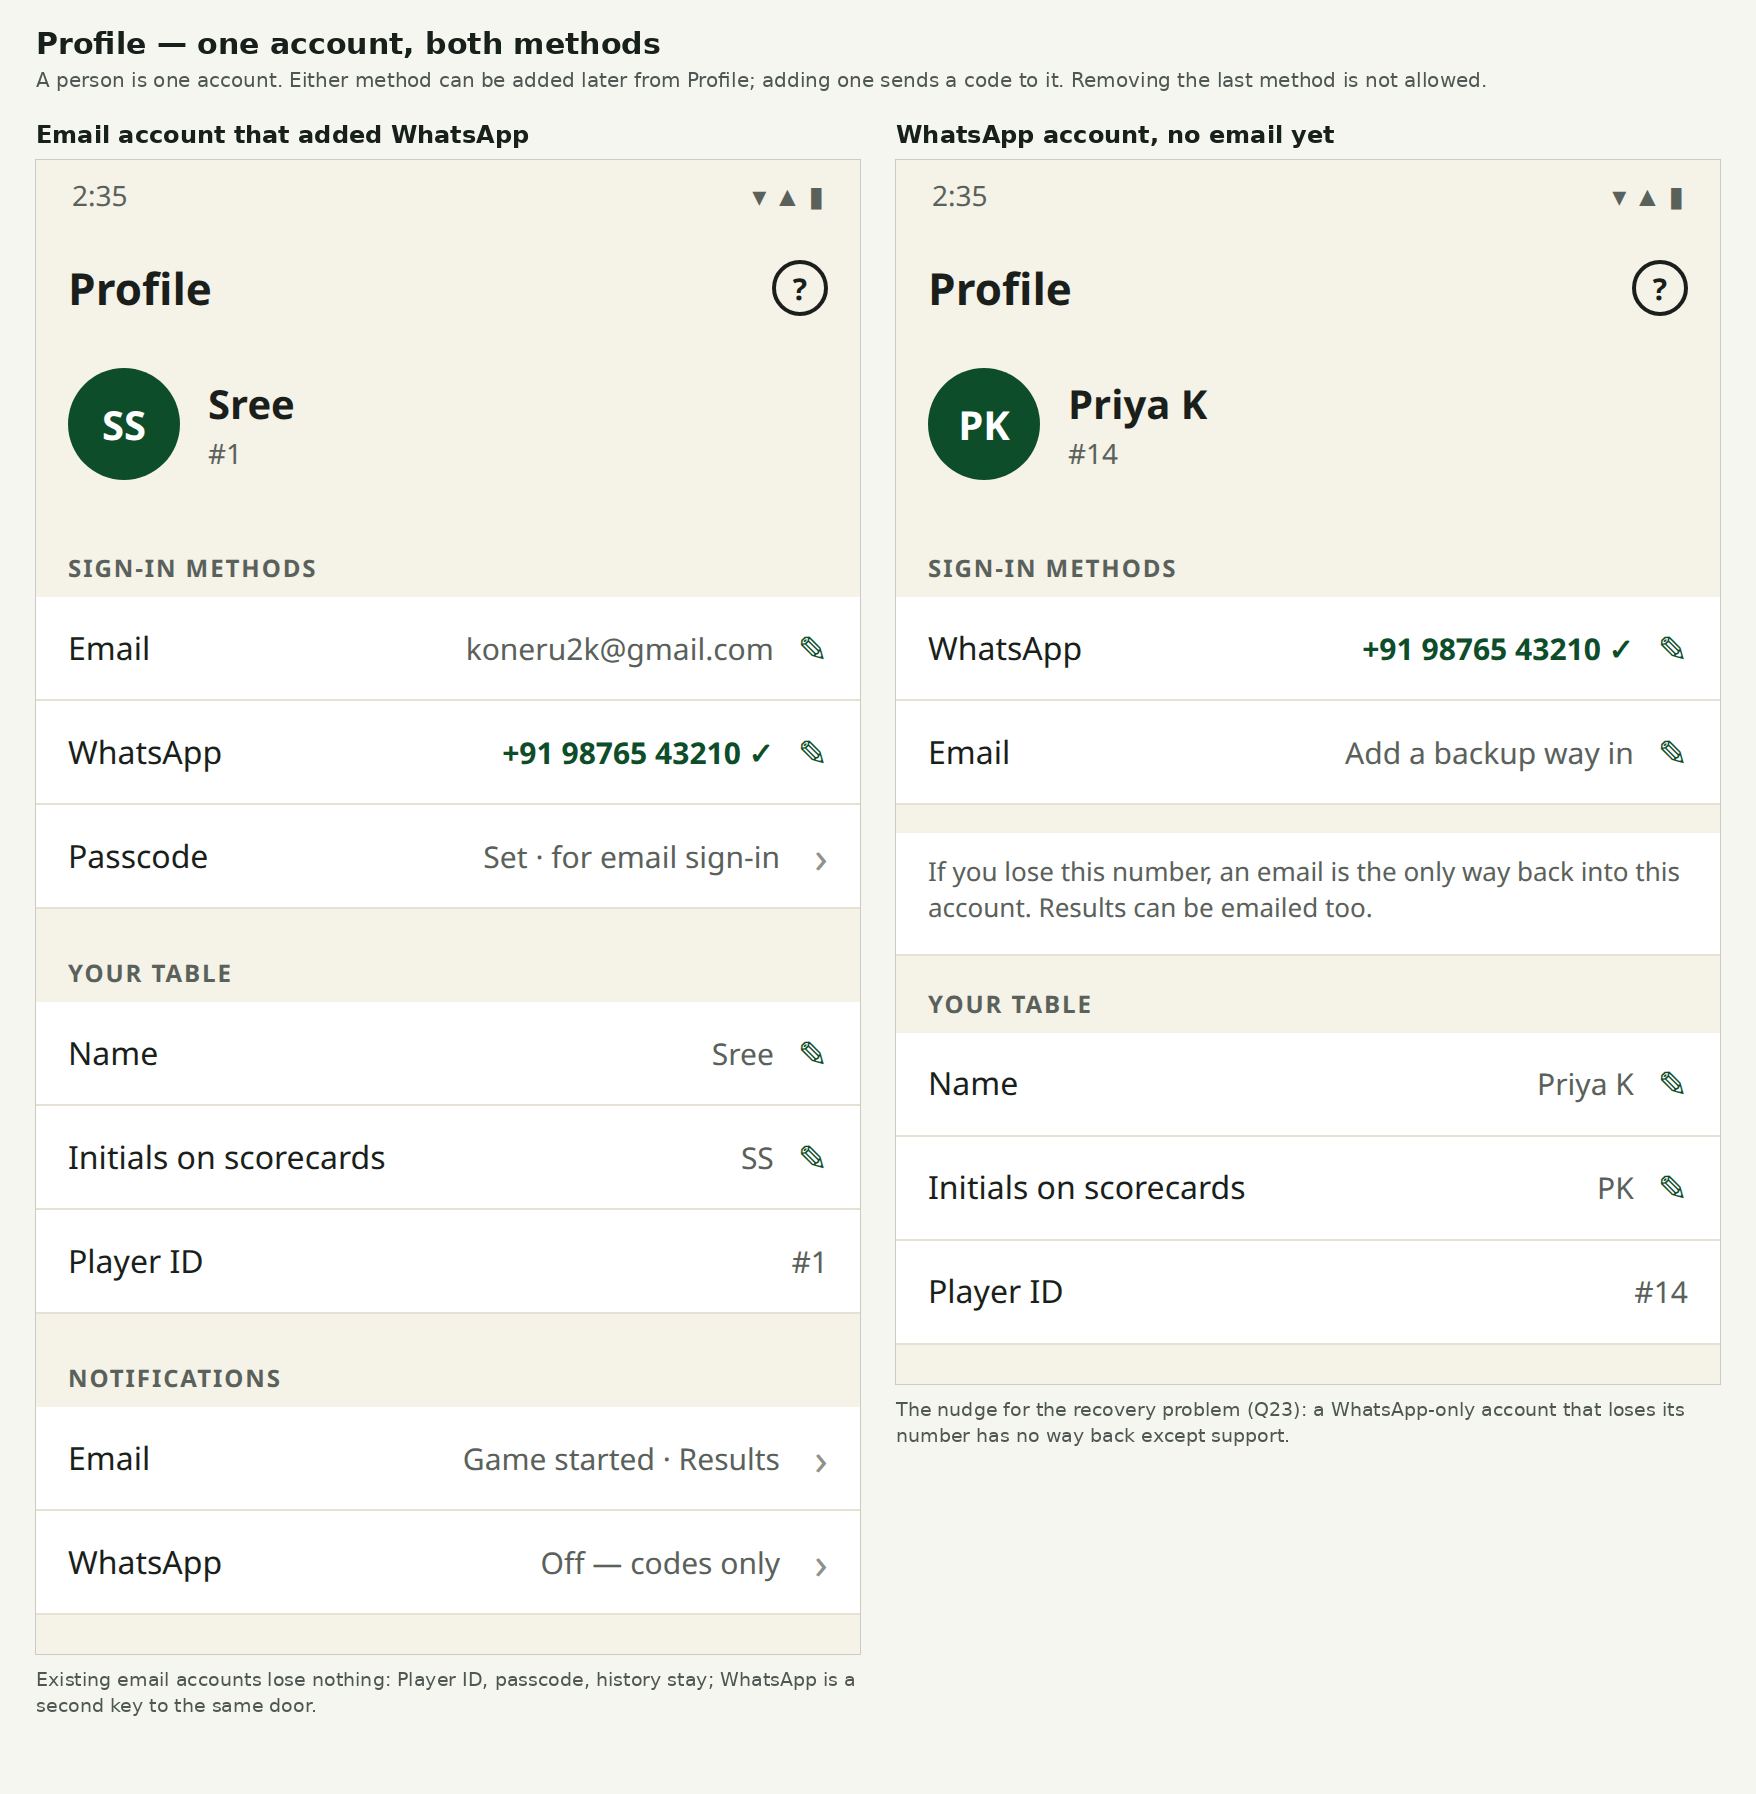 Profile — one account, both methods
A person is one account. Either method can be added later from Profile; adding one sends a code to it. Removing the last method is not allowed.
Email account that added WhatsApp
2:35
Profile
?
SS
Sree
#1
SIGN-IN METHODS
Email koneru2k@gmail.com ✎
WhatsApp +91 98765 43210 ✓ ✎
Passcode Set · for email sign-in ›
YOUR TABLE
Name Sree ✎
Initials on scorecards SS ✎
Player ID #1
NOTIFICATIONS
Email Game started · Results ›
WhatsApp Off — codes only ›
Existing email accounts lose nothing: Player ID, passcode, history stay; WhatsApp is a
second key to the same door.
WhatsApp account, no email yet
2:35
Profile
?
PK
Priya K
#14
SIGN-IN METHODS
WhatsApp +91 98765 43210 ✓ ✎
Email Add a backup way in ✎
If you lose this number, an email is the only way back into this
account. Results can be emailed too.
YOUR TABLE
Name Priya K ✎
Initials on scorecards PK ✎
Player ID #14
The nudge for the recovery problem (Q23): a WhatsApp-only account that loses its
number has no way back except support.